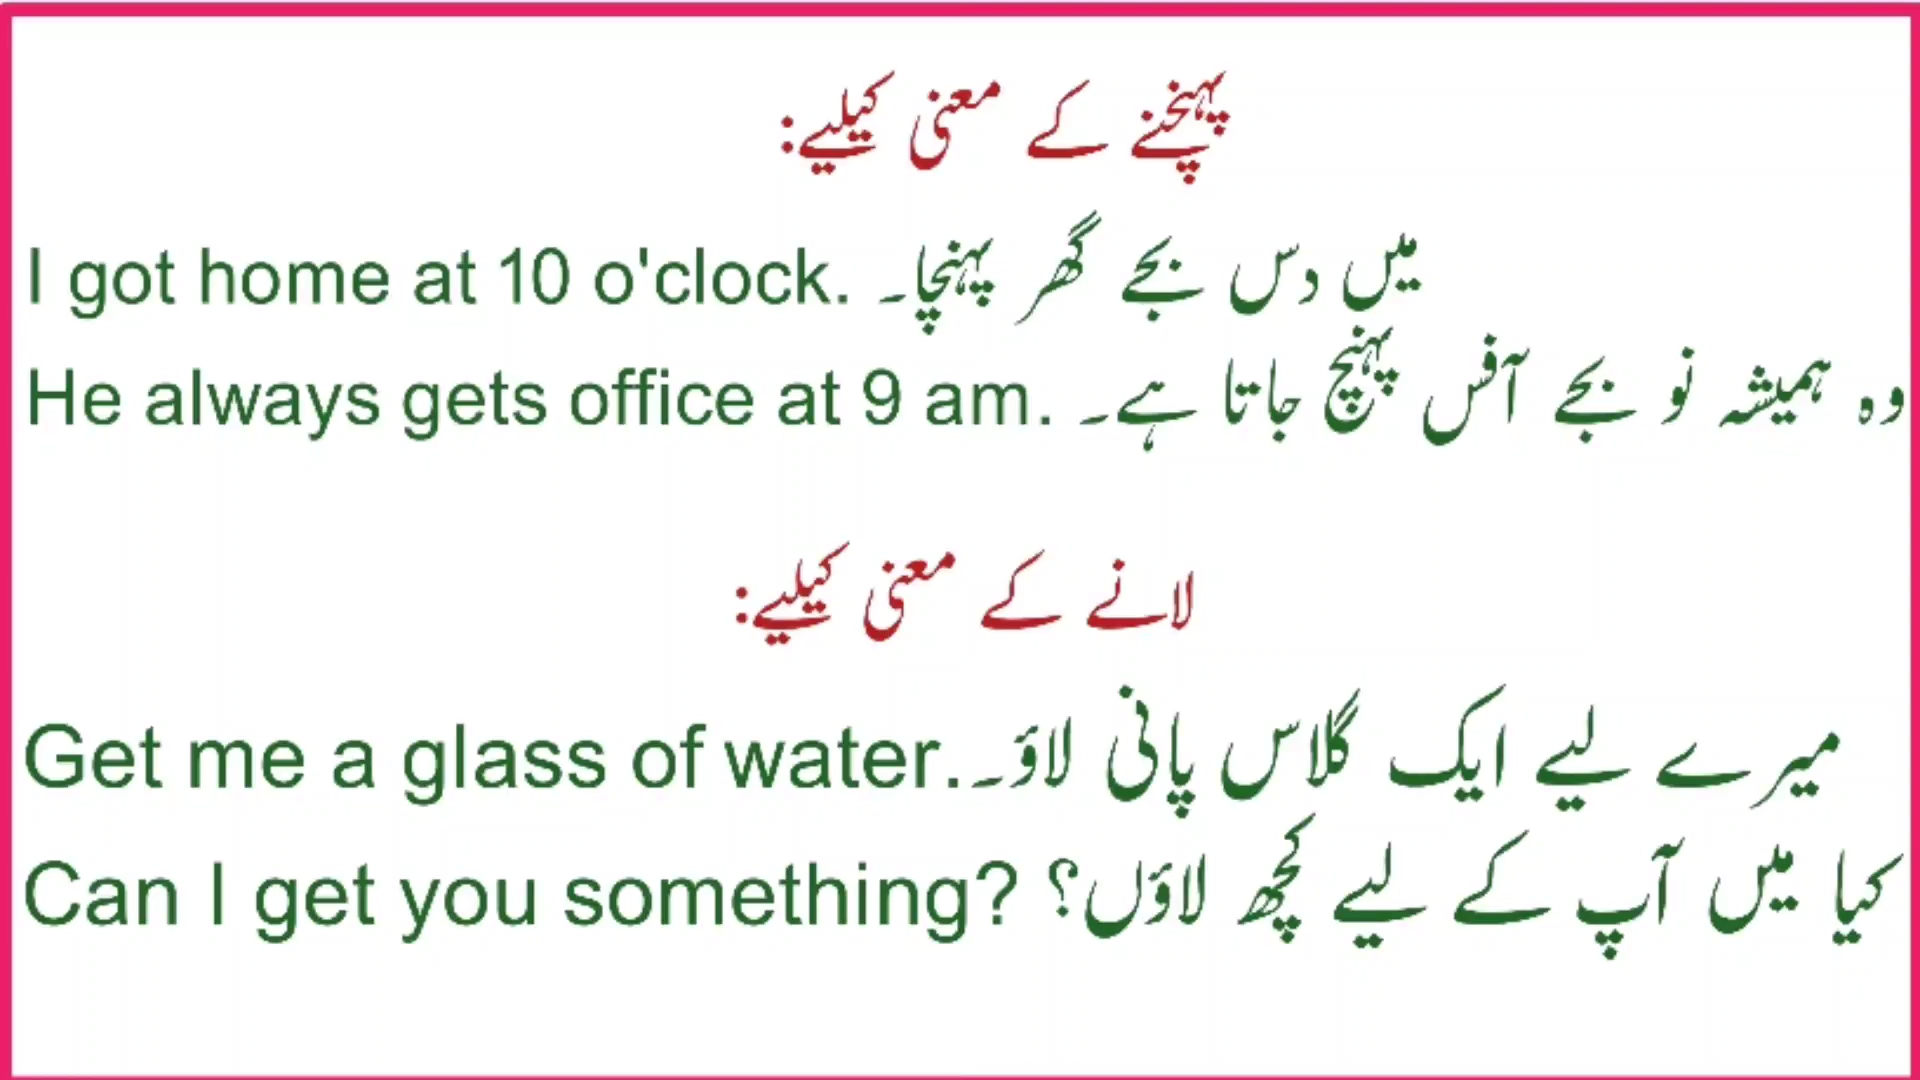 پہنچنے کے معنی کیلیے:
I got home at 10 o'clock. میں دس بجے گھر پہنچا۔
He always gets office at 9 am. وہ ہمیشہ نو بجے آفس پہنچ جاتا ہے۔
لانے کے معنی کیلیے:
Get me a glass of water. میرے لیے ایک گلاس پانی لاؤ۔
Can I get you something? کیا میں آپ کے لیے کچھ لاؤں؟